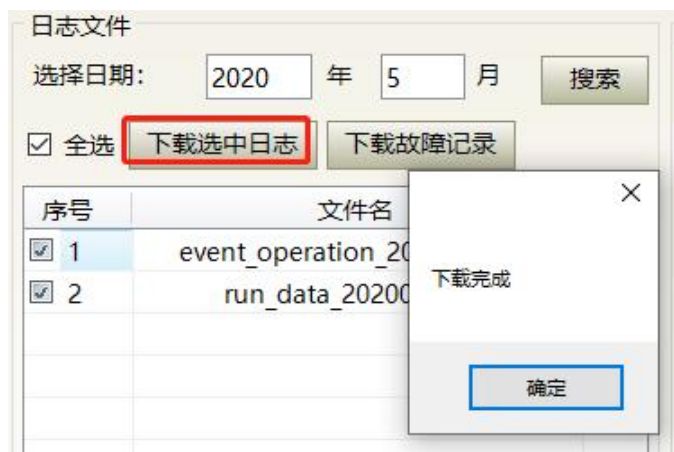 日志文件
选择日期: 2020 年 5 月 搜索
全选 下载选中日志 下载故障记录
序号 文件名
1 event_operation_20
2 run_data_2020
下载完成
确定